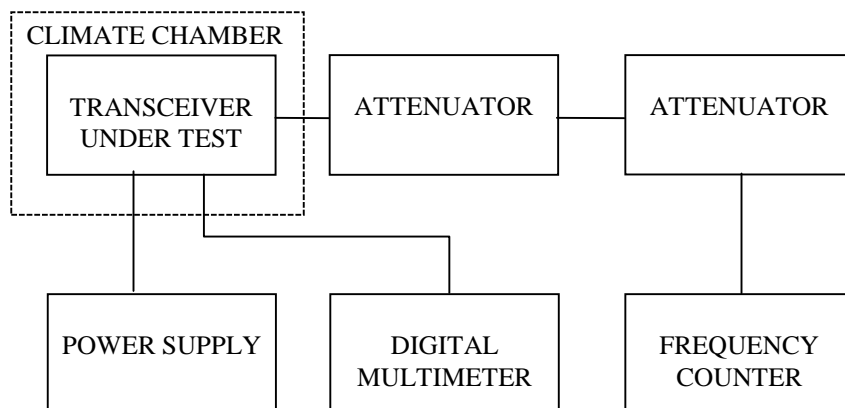 CLIMATE CHAMBER
TRANSCEIVER
UNDER TEST
ATTENUATOR
ATTENUATOR
POWER SUPPLY
DIGITAL
MULTIMETER
FREQUENCY
COUNTER